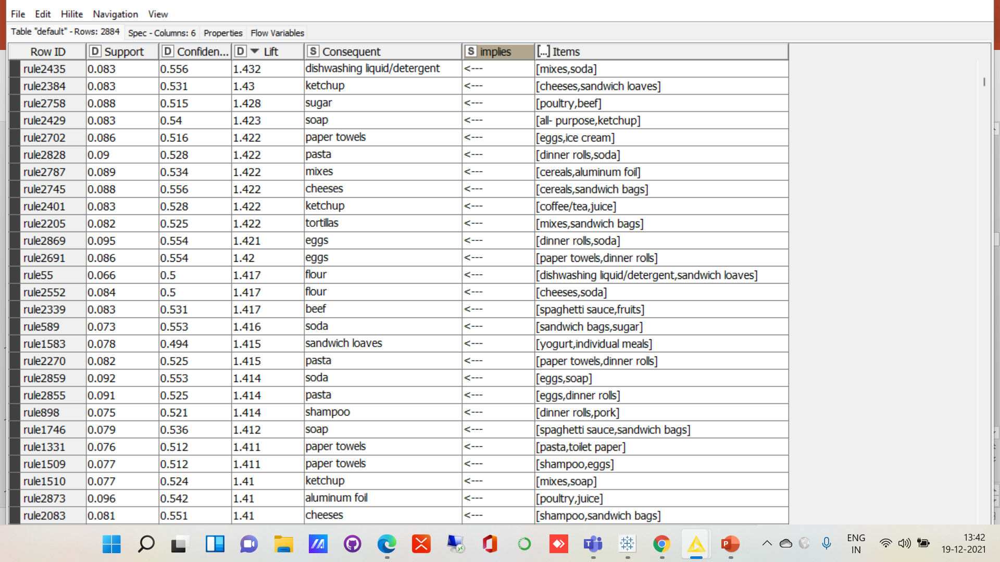 File Edit Hilite Navigation View
Table "default" - Rows: 2884 Spec - Columns: 6 Properties Flow Variables
Row ID D Support D Confiden... D Lift S Consequent S implies [...] Items
rule2435 0.083 0.556 1.432 dishwashing liquid/detergent <--- [mixes,soda]
rule2384 0.083 0.531 1.43 ketchup <--- [cheeses,sandwich loaves]
rule2758 0.088 0.515 1.428 sugar <--- [poultry,beef]
rule2429 0.083 0.54 1.423 soap <--- [all- purpose,ketchup]
rule2702 0.086 0.516 1.422 paper towels <--- [eggs,ice cream]
rule2828 0.09 0.528 1.422 pasta <--- [dinner rolls,soda]
rule2787 0.089 0.534 1.422 mixes <--- [cereals,aluminum foil]
rule2745 0.088 0.556 1.422 cheeses <--- [cereals,sandwich bags]
rule2401 0.083 0.528 1.422 ketchup <--- [coffee/tea,juice]
rule2205 0.082 0.525 1.422 tortillas <--- [mixes,sandwich bags]
rule2869 0.095 0.554 1.421 eggs <--- [dinner rolls,soda]
rule2691 0.086 0.554 1.42 eggs <--- [paper towels,dinner rolls]
rule55 0.066 0.5 1.417 flour <--- [dishwashing liquid/detergent,sandwich loaves]
rule2552 0.084 0.5 1.417 flour <--- [cheeses,soda]
rule2339 0.083 0.531 1.417 beef <--- [spaghetti sauce,fruits]
rule589 0.073 0.553 1.416 soda <--- [sandwich bags,sugar]
rule1583 0.078 0.494 1.415 sandwich loaves <--- [yogurt,individual meals]
rule2270 0.082 0.525 1.415 pasta <--- [paper towels,dinner rolls]
rule2859 0.092 0.553 1.414 soda <--- [eggs,soap]
rule2855 0.091 0.525 1.414 pasta <--- [eggs,dinner rolls]
rule898 0.075 0.521 1.414 shampoo <--- [dinner rolls,pork]
rule1746 0.079 0.536 1.412 soap <--- [spaghetti sauce,sandwich bags]
rule1331 0.076 0.512 1.411 paper towels <--- [pasta,toilet paper]
rule1509 0.077 0.512 1.411 paper towels <--- [shampoo,eggs]
rule1510 0.077 0.524 1.41 ketchup <--- [mixes,soap]
rule2873 0.096 0.542 1.41 aluminum foil <--- [poultry,juice]
rule2083 0.081 0.551 1.41 cheeses <--- [shampoo,sandwich bags]
ENG 13:42
IN 19-12-2021